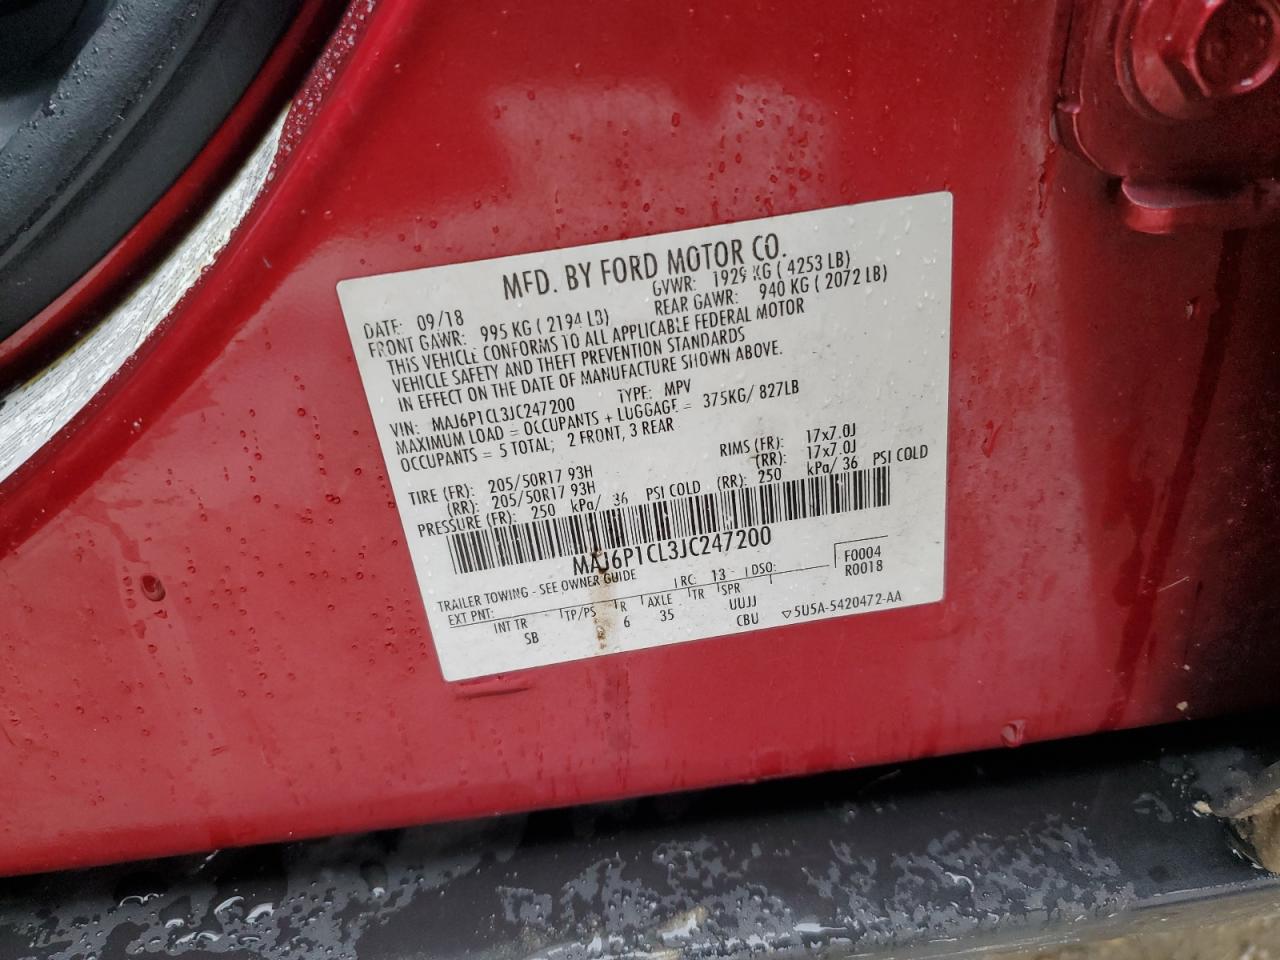 MFD. BY FORD MOTOR CO.
DATE: 09/18 GVWR: 1929 KG ( 4253 LB)
FRONT GAWR: 995 KG ( 2194 LB) REAR GAWR: 940 KG ( 2072 LB)
THIS VEHICLE CONFORMS TO ALL APPLICABLE FEDERAL MOTOR
VEHICLE SAFETY AND THEFT PREVENTION STANDARDS
IN EFFECT ON THE DATE OF MANUFACTURE SHOWN ABOVE.
VIN: MAJ6P1CL3JC247200 TYPE: MPV
MAXIMUM LOAD = OCCUPANTS + LUGGAGE = 375KG/ 827LB
OCCUPANTS = 5 TOTAL; 2 FRONT, 3 REAR
TIRE (FR): 205/50R17 93H RIMS (FR): 17x7.0J
(RR): 205/50R17 93H (RR): 17x7.0J
PRESSURE (FR): 250 kPa/ 36 PSI COLD (RR): 250 kPa/ 36 PSI COLD
MAJ6P1CL3JC247200
TRAILER TOWING - SEE OWNER GUIDE F0004
EXT PNT: RC: 13 DSO: R0018
INT TR TP/PS R AXLE TR SPR
SB 6 35 UUJJ
CBU ▽5U5A-5420472-AA